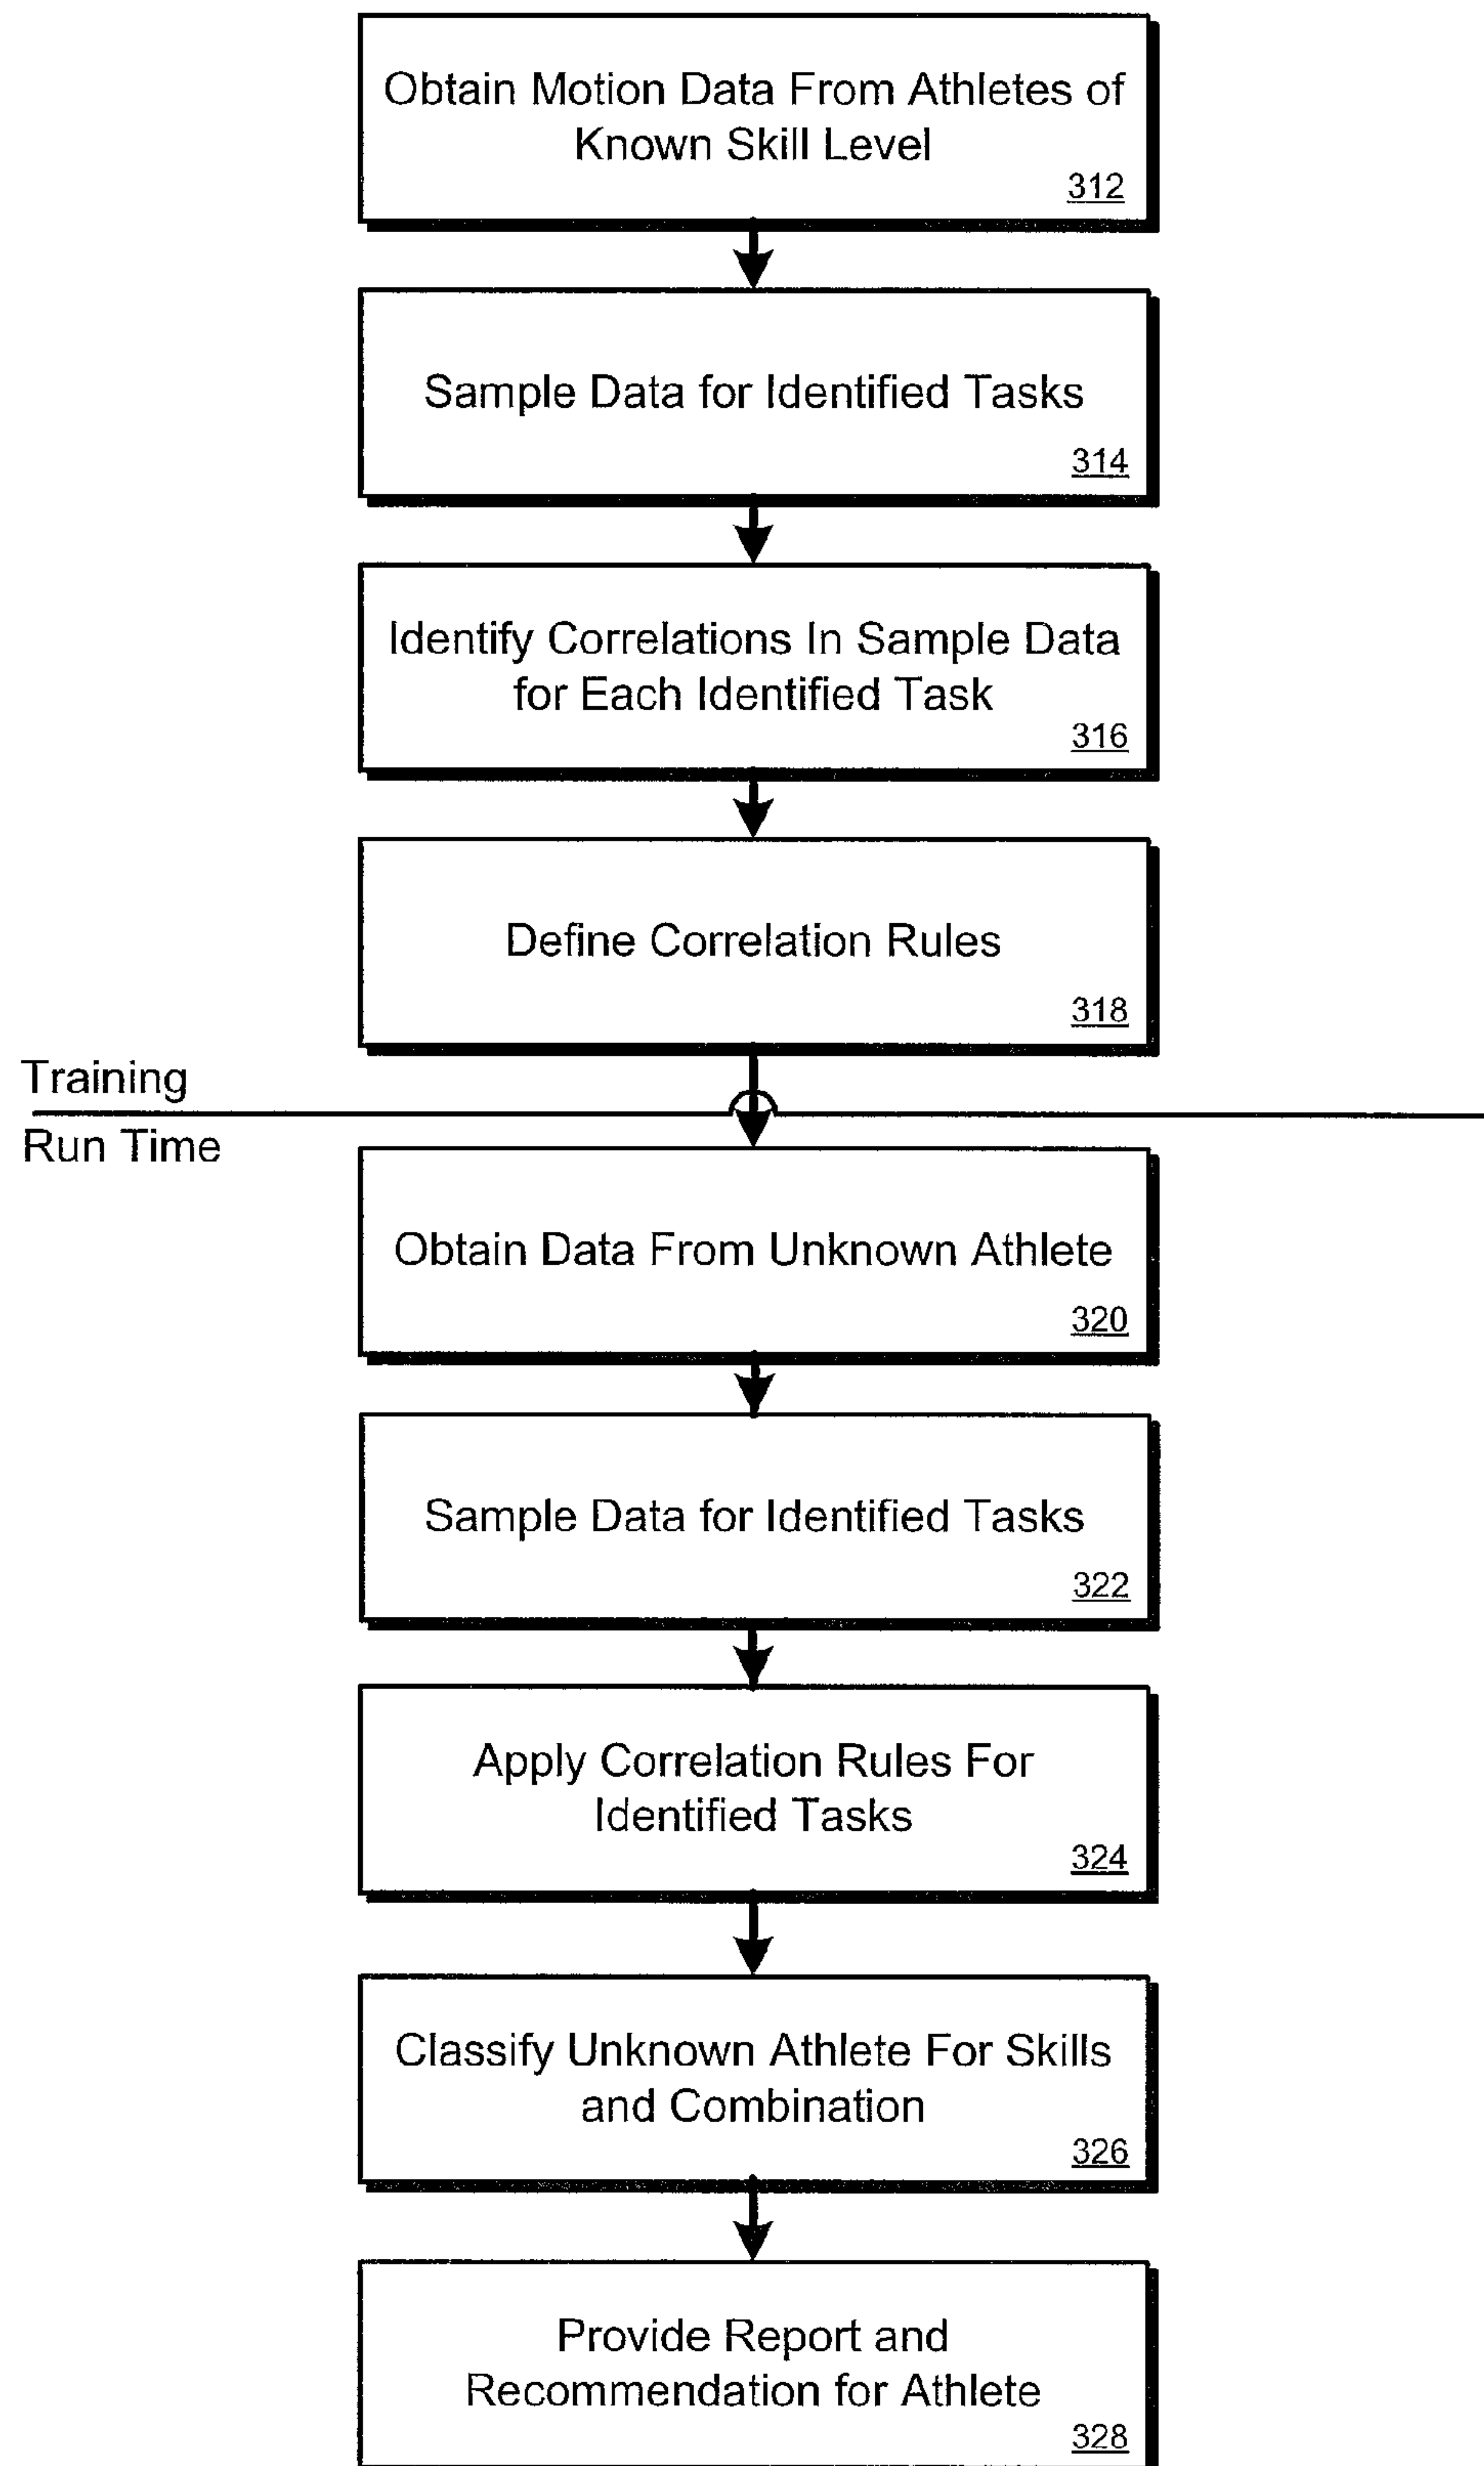 Obtain Motion Data From Athletes of
Known Skill Level
312
Sample Data for Identified Tasks
314
Identify Correlations In Sample Data
for Each Identified Task
316
Define Correlation Rules
318
Training
Run Time
Obtain Data From Unknown Athlete
320
Sample Data for Identified Tasks
322
Apply Correlation Rules For
Identified Tasks
324
Classify Unknown Athlete For Skills
and Combination
326
Provide Report and
Recommendation for Athlete
328